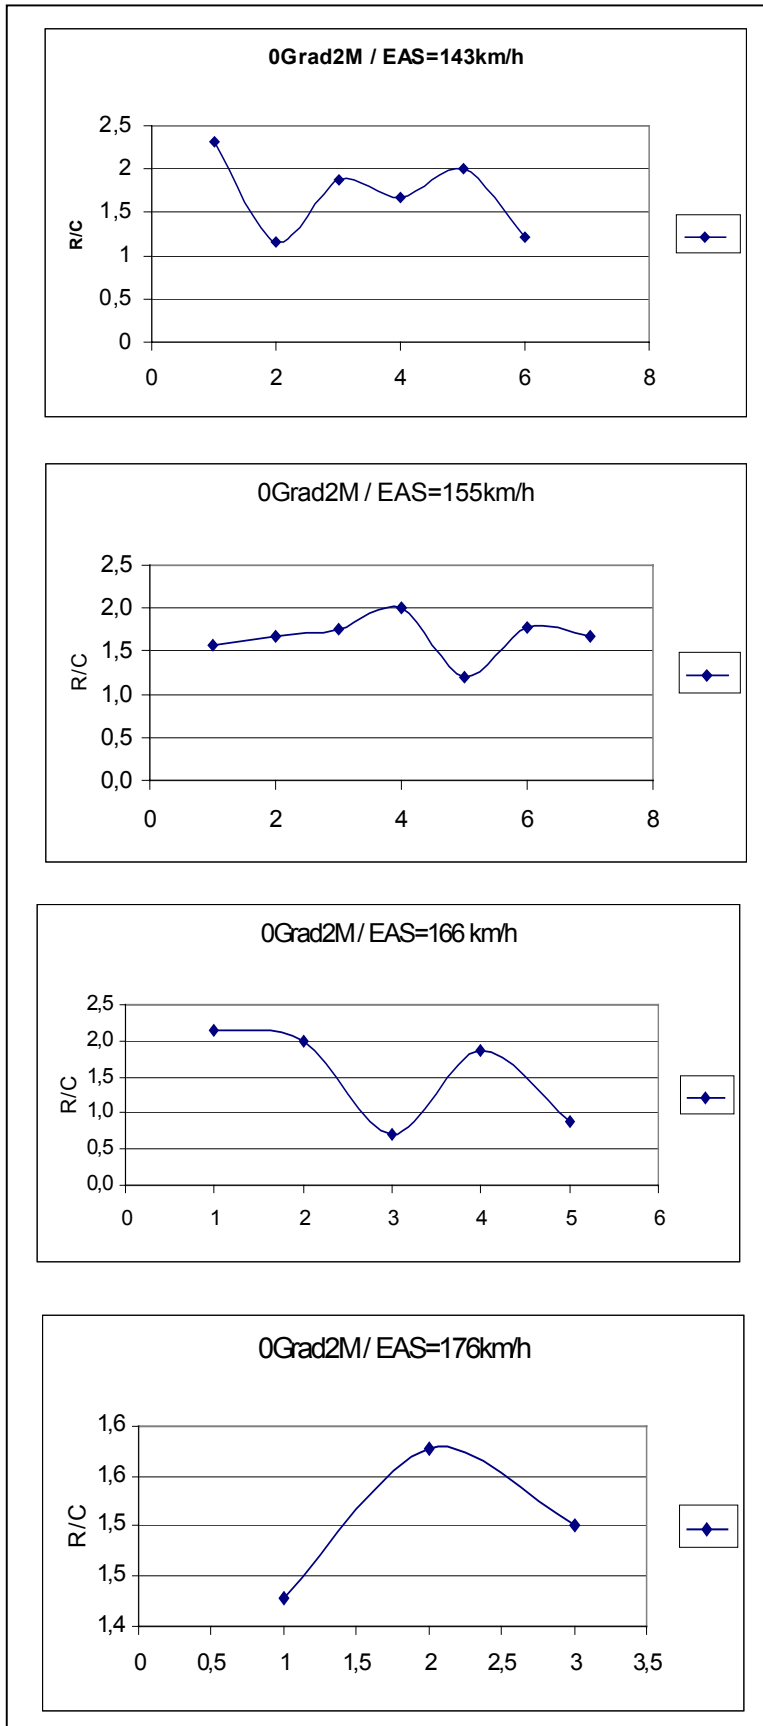 0Grad2M / EAS=143km/h
2,5
2
1,5
1
0,5
0
R/C
0 2 4 6 8
0Grad2M / EAS=155km/h
2,5
2,0
1,5
1,0
0,5
0,0
R/C
0 2 4 6 8
0Grad2M / EAS=166 km/h
2,5
2,0
1,5
1,0
0,5
0,0
R/C
0 1 2 3 4 5 6
0Grad2M / EAS=176km/h
1,6
1,6
1,5
1,5
1,4
R/C
0 0,5 1 1,5 2 2,5 3 3,5